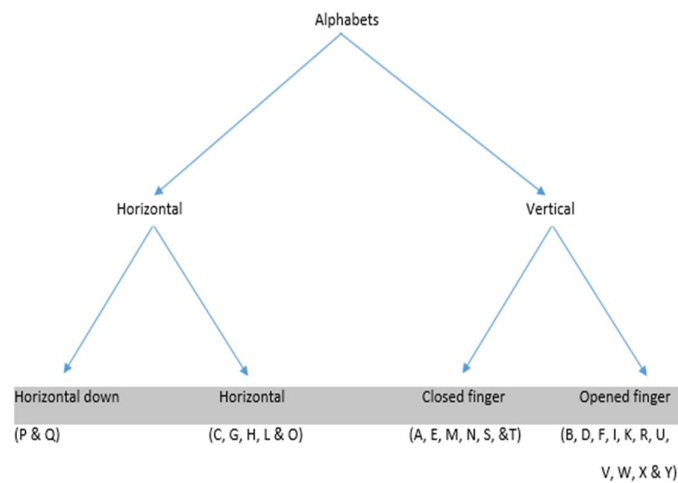 Alphabets
Horizontal Vertical
Horizontal down Horizontal Closed finger Opened finger
(P & Q) (C, G, H, L & O) (A, E, M, N, S, &T) (B, D, F, I, K, R, U,
V, W, X & Y)